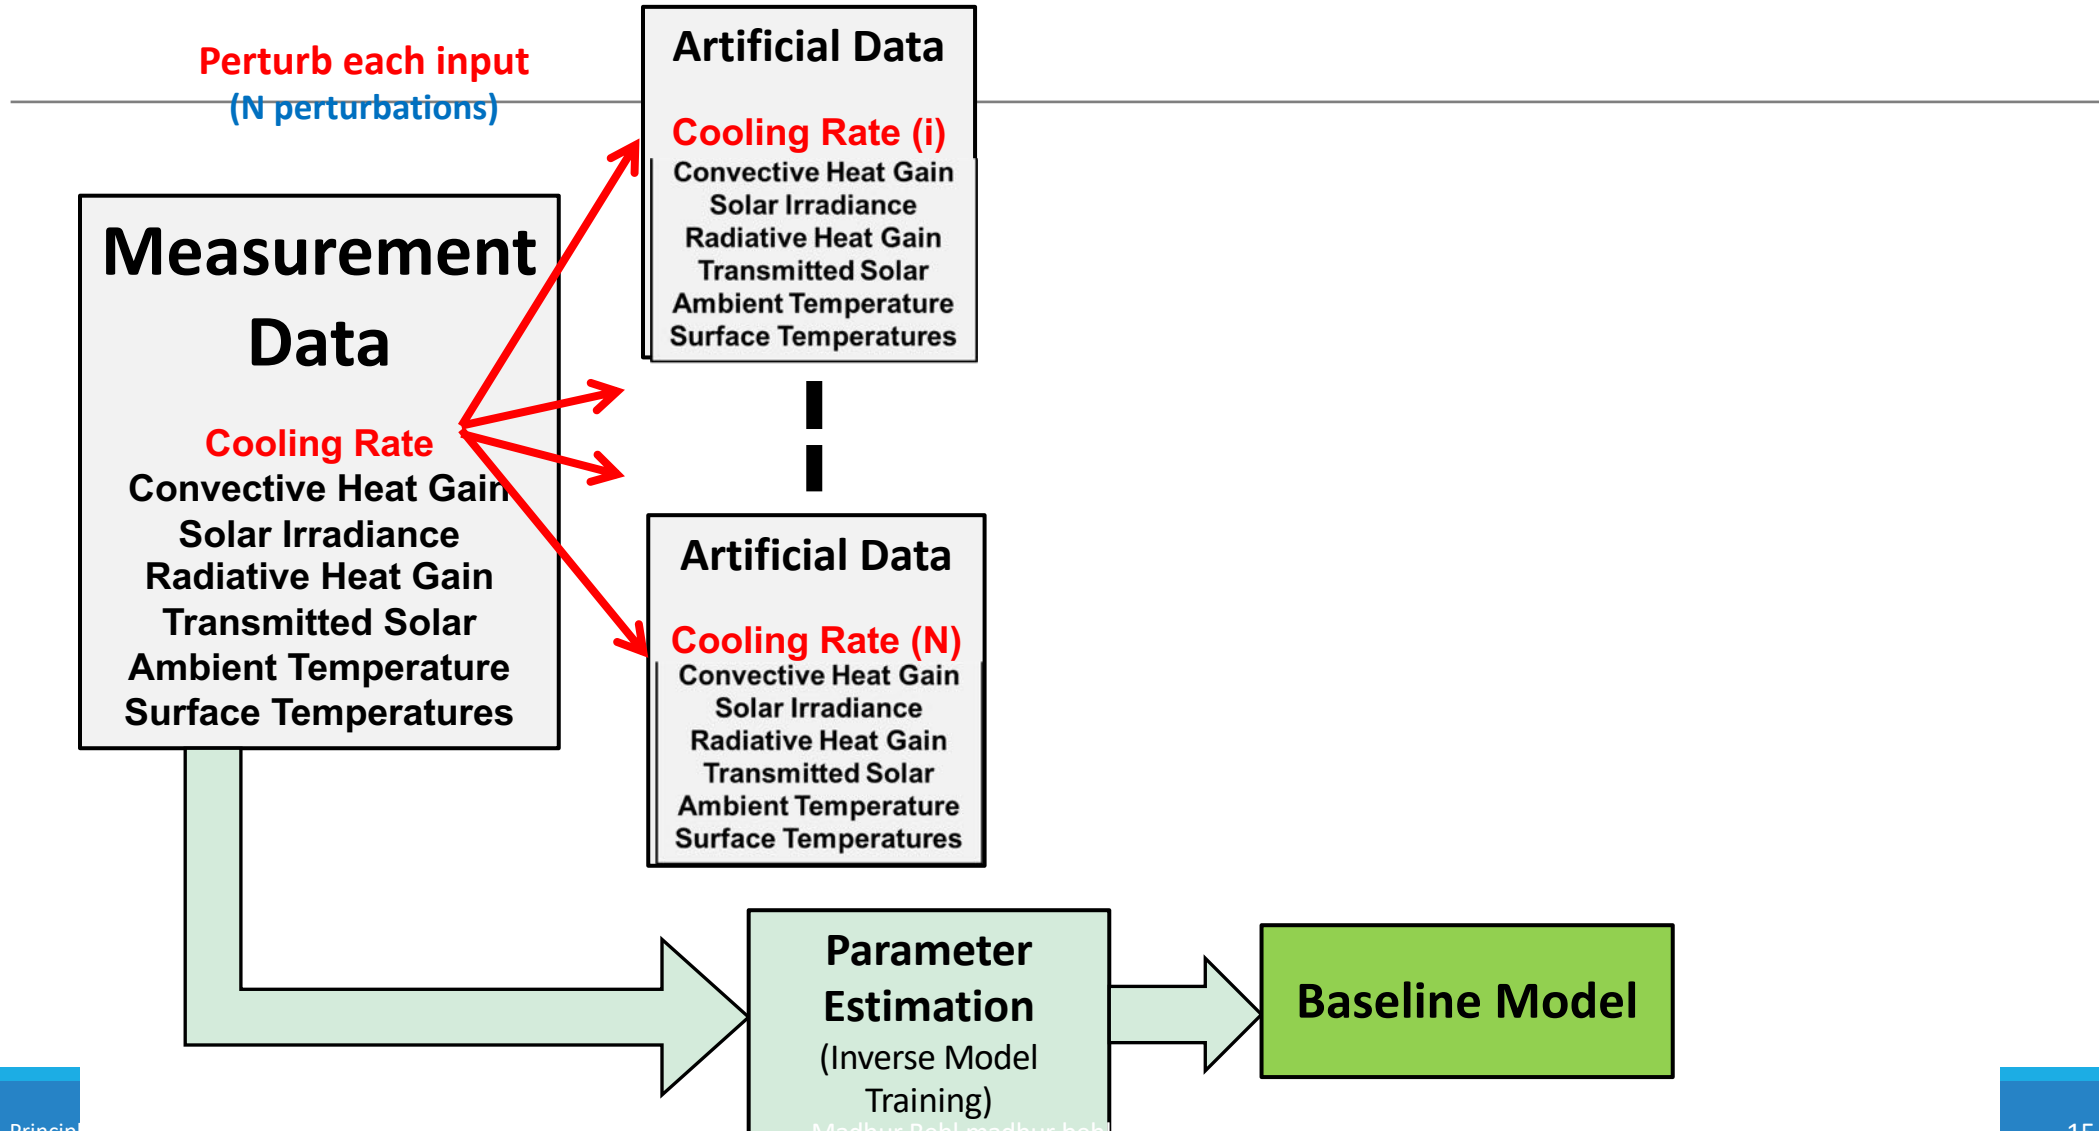 Perturb each input
(N perturbations)
Artificial Data
Cooling Rate (i)
Convective Heat Gain
Solar Irradiance
Radiative Heat Gain
Transmitted Solar
Ambient Temperature
Surface Temperatures
Measurement
Data
Cooling Rate
Convective Heat Gain
Solar Irradiance
Radiative Heat Gain
Transmitted Solar
Ambient Temperature
Surface Temperatures
Artificial Data
Cooling Rate (N)
Convective Heat Gain
Solar Irradiance
Radiative Heat Gain
Transmitted Solar
Ambient Temperature
Surface Temperatures
Parameter
Estimation
(Inverse Model
Training)
Baseline Model